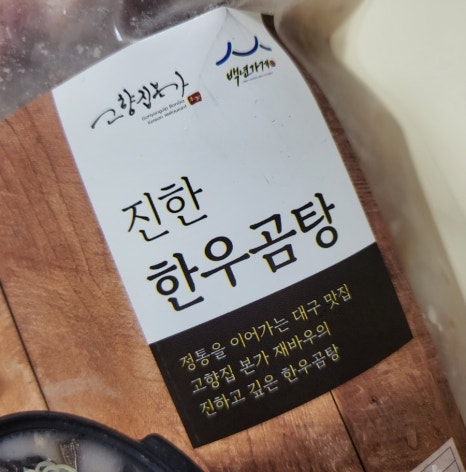 고향집본가
Korean restaurant
백년가게
진한
한우곰탕
정통을 이어가는 대구 맛집
고향집 본가 재바우의
진하고 깊은 한우곰탕